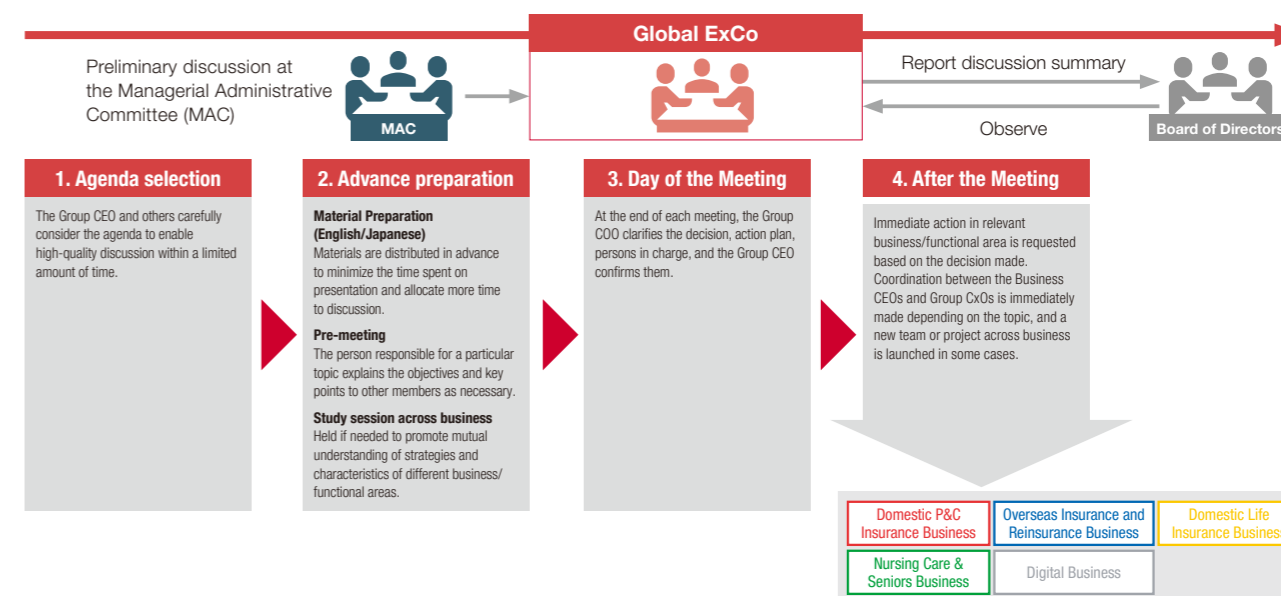 Global ExCo
Preliminary discussion at
the Managerial Administrative
Committee (MAC)
MAC
Report discussion summary
Observe
Board of Directors
1. Agenda selection
The Group CEO and others carefully
consider the agenda to enable
high-quality discussion within a limited
amount of time.
2. Advance preparation
Material Preparation
(English/Japanese)
Materials are distributed in advance
to minimize the time spent on
presentation and allocate more time
to discussion.
Pre-meeting
The person responsible for a particular
topic explains the objectives and key
points to other members as necessary.
Study session across business
Held if needed to promote mutual
understanding of strategies and
characteristics of different business/
functional areas.
3. Day of the Meeting
At the end of each meeting, the Group
COO clarifies the decision, action plan,
persons in charge, and the Group CEO
confirms them.
4. After the Meeting
Immediate action in relevant
business/functional area is requested
based on the decision made.
Coordination between the Business
CEOs and Group CxOs is immediately
made depending on the topic, and a
new team or project across business
is launched in some cases.
Domestic P&C
Insurance Business
Overseas Insurance and
Reinsurance Business
Domestic Life
Insurance Business
Nursing Care &
Seniors Business
Digital Business